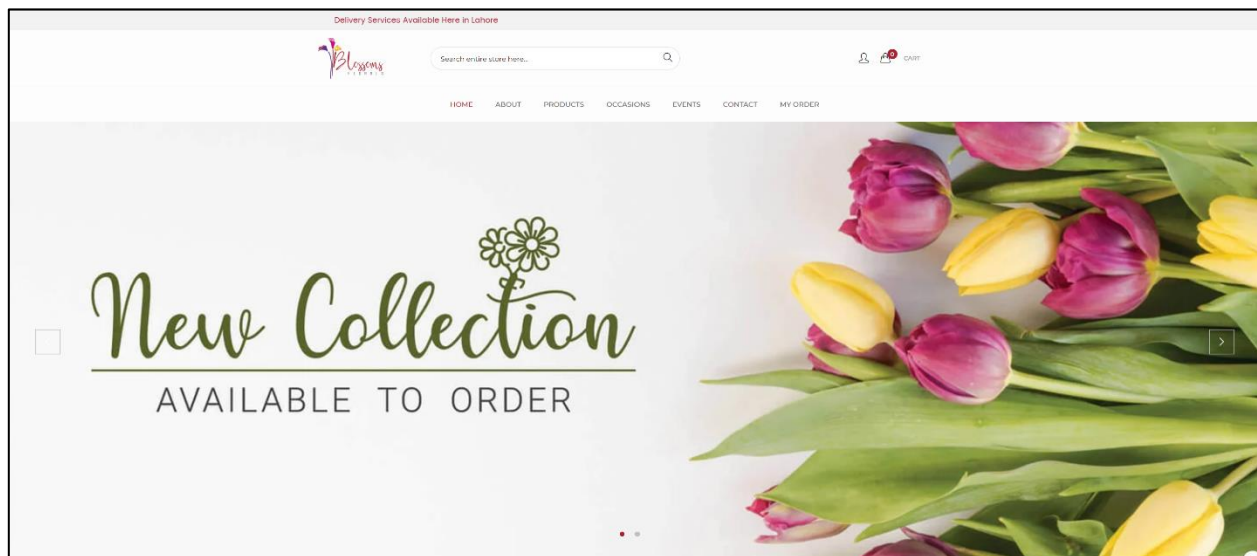 Delivery Services Available Here in Lahore
Blossoms
Search entire store here...
0
CART
HOME ABOUT PRODUCTS OCCASIONS EVENTS CONTACT MY ORDER
New Collection
AVAILABLE TO ORDER